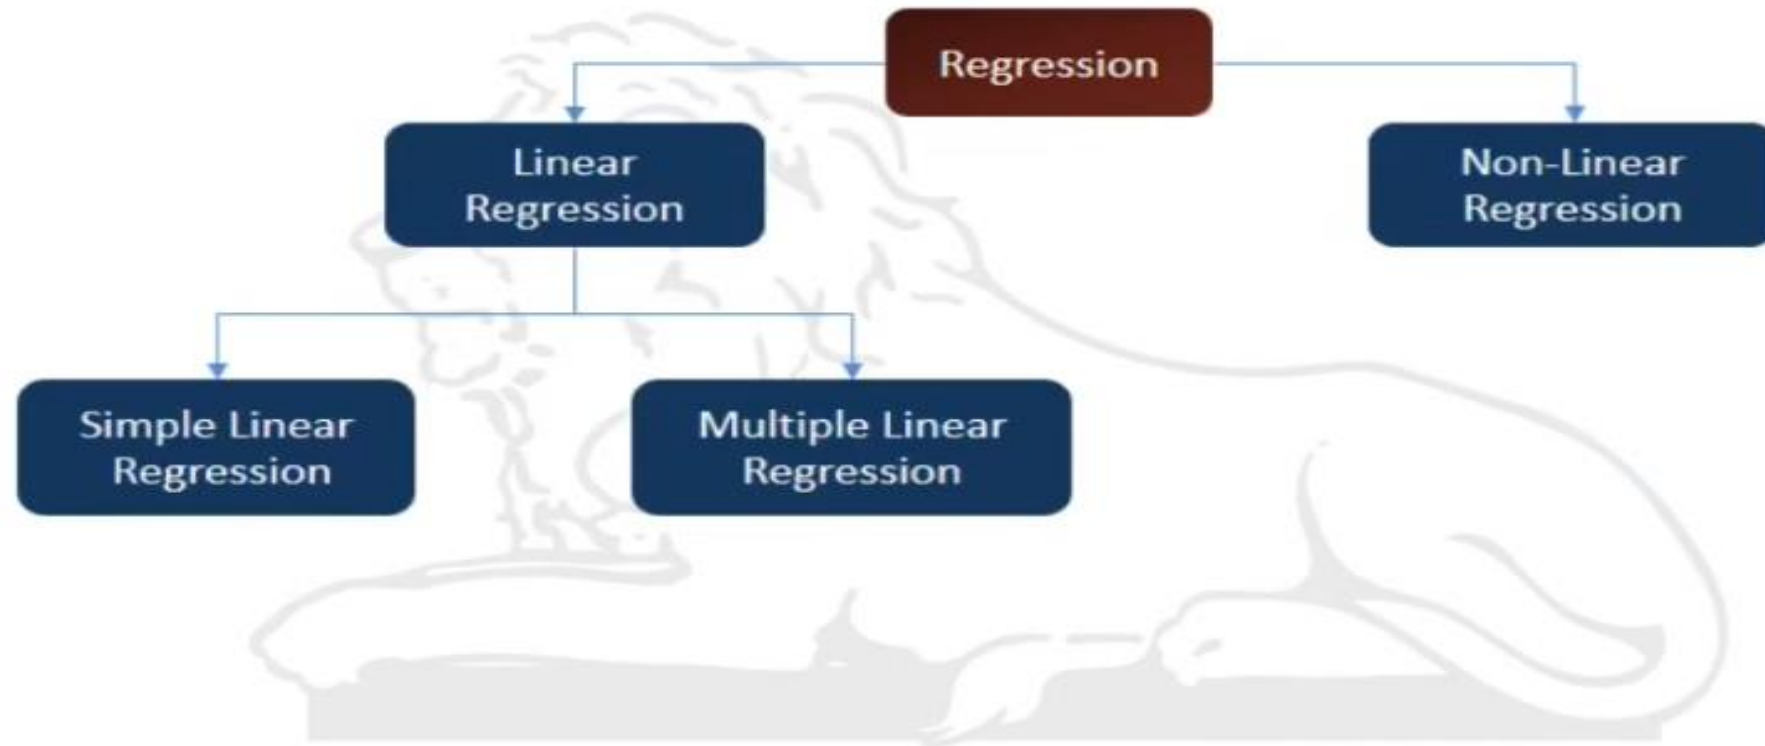 Regression
Linear
Regression
Non-Linear
Regression
Simple Linear
Regression
Multiple Linear
Regression